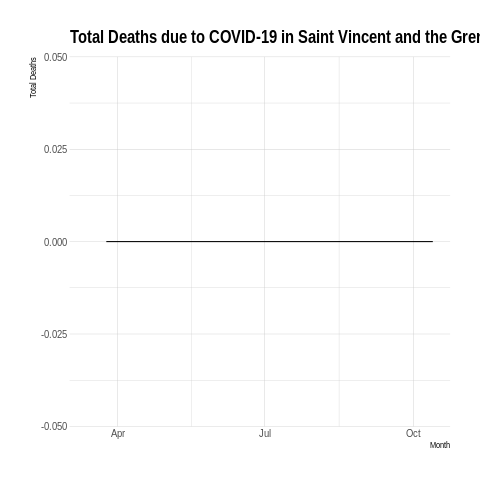 Total Deaths due to COVID-19 in Saint Vincent and the Gre
Total Deaths
0.050
0.025
0.000
-0.025
-0.050
Apr Jul Oct
Month